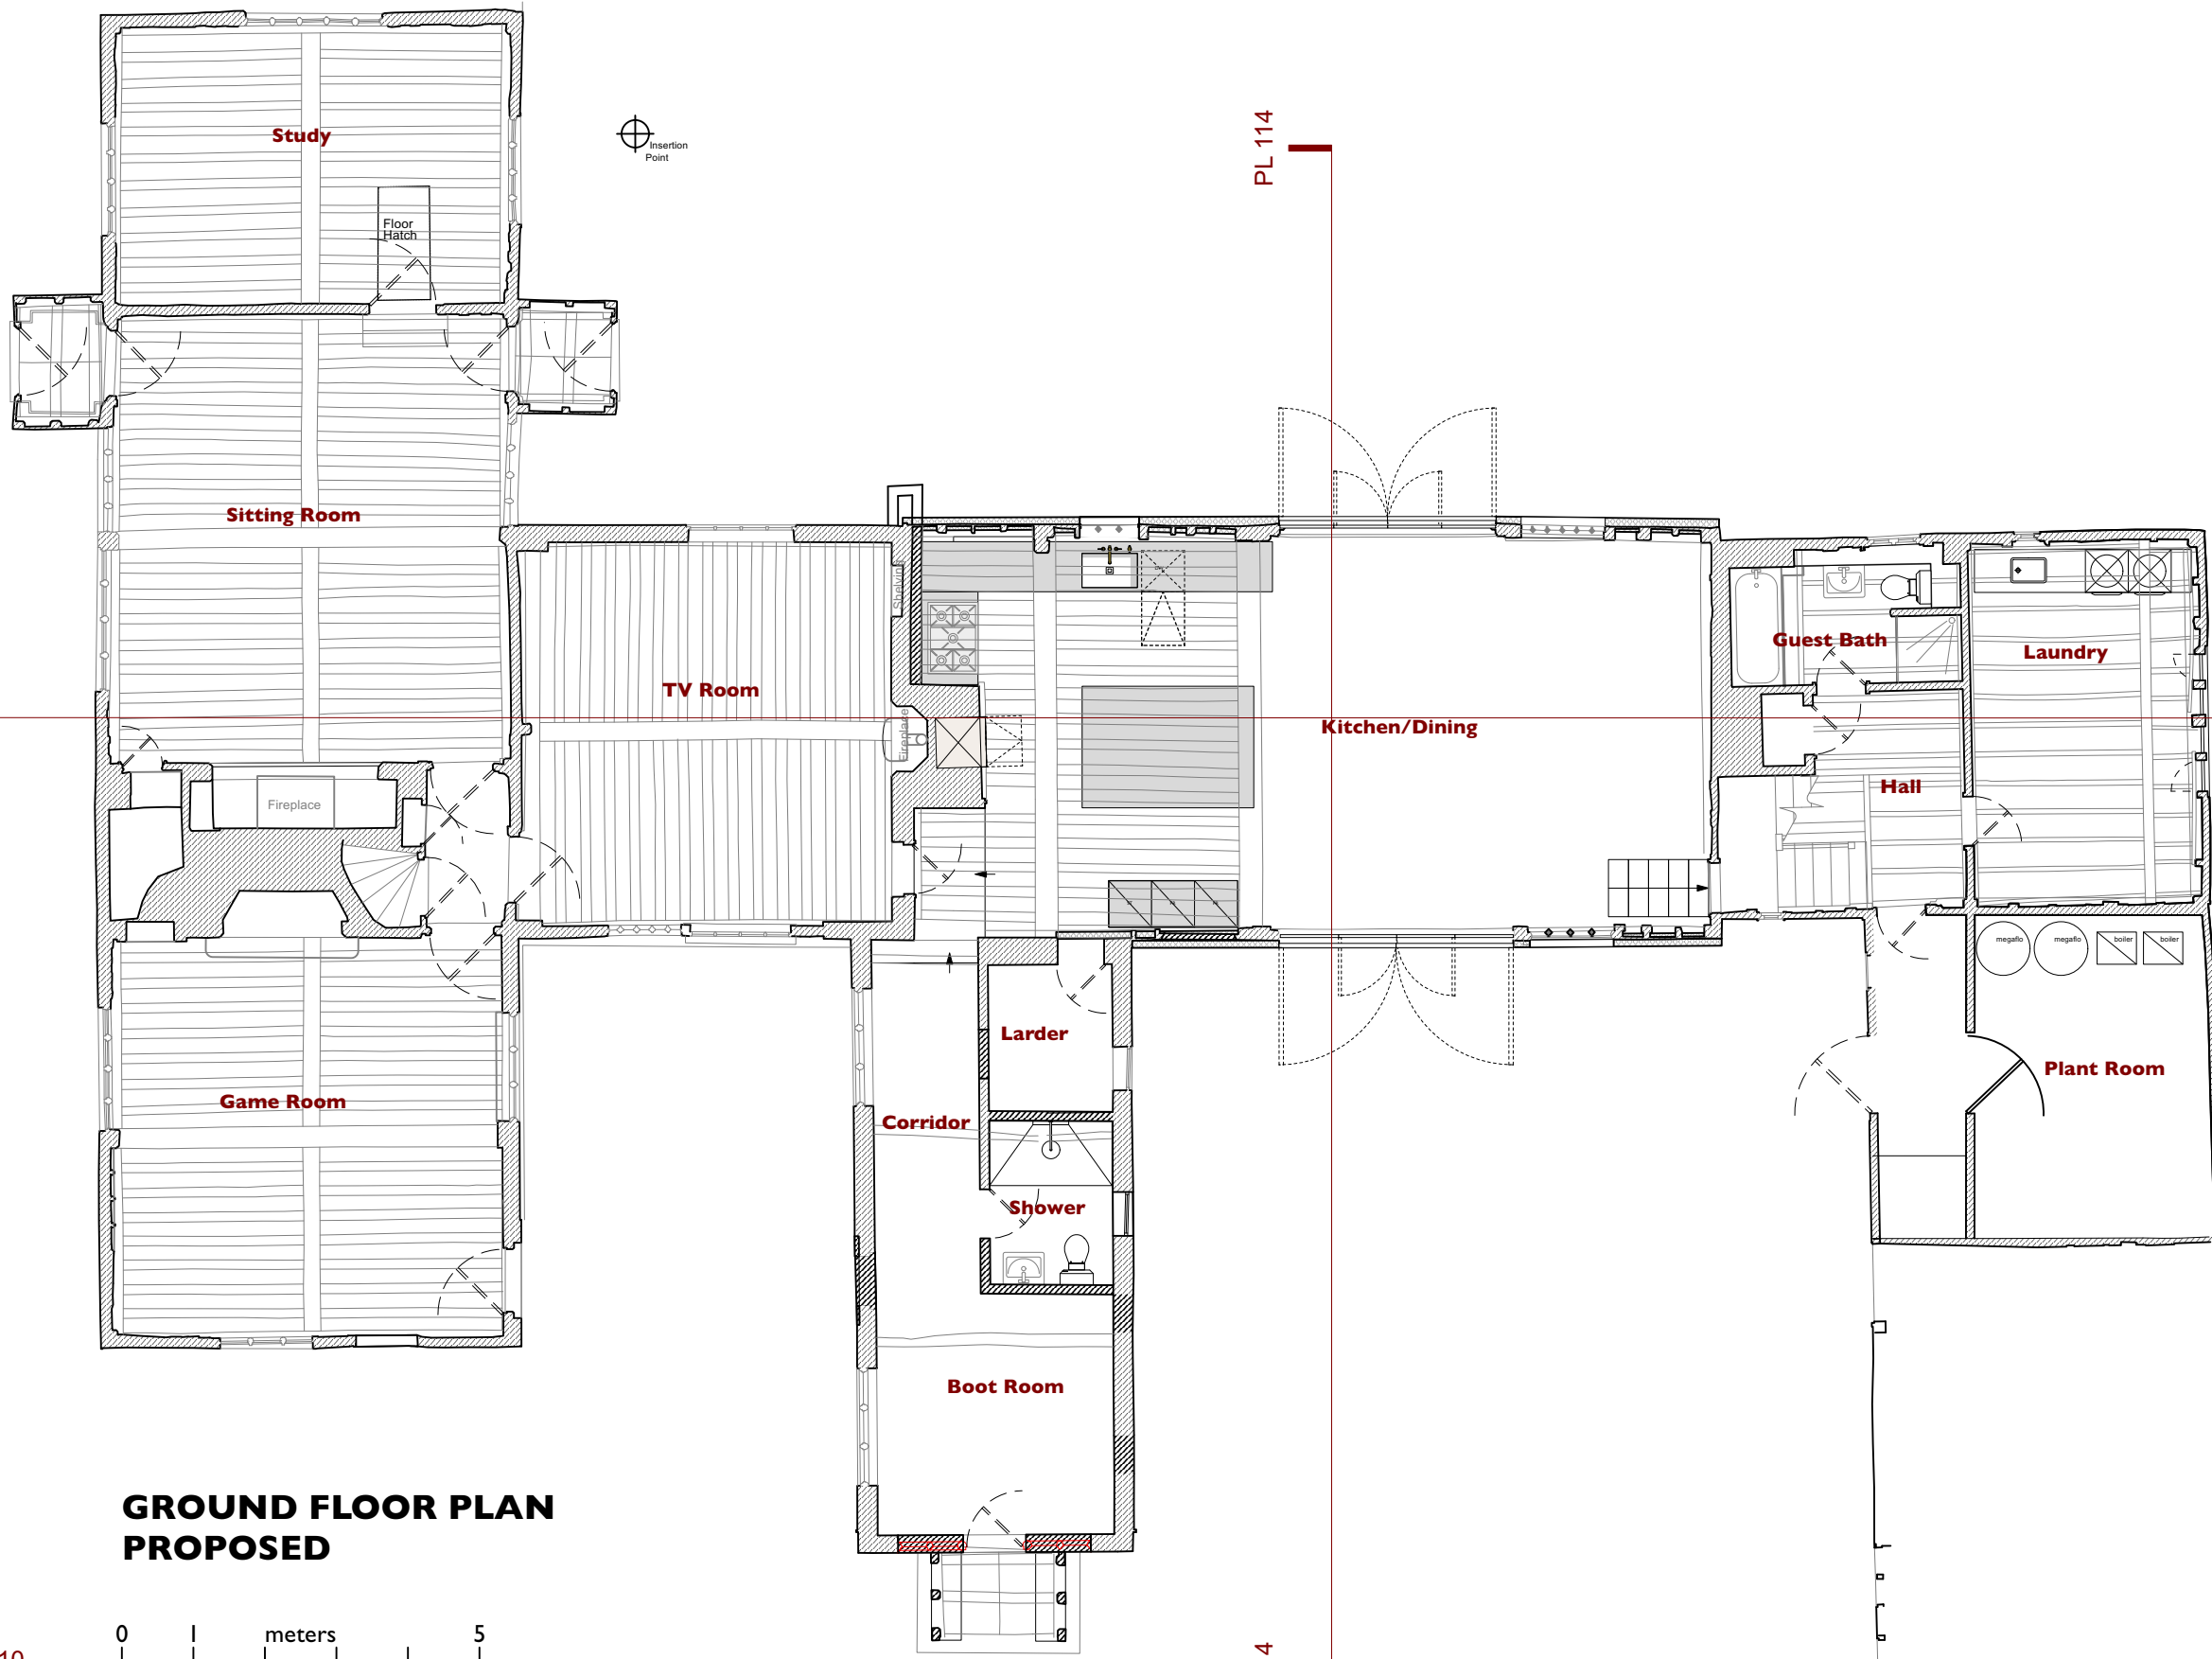 PL 114
Study
Insertion
Point
Floor
Hatch
Sitting Room
Shelving
TV Room
Guest Bath
Laundry
Fireplace
Kitchen/Dining
Hall
Fireplace
megaflo
megaflo
boiler
boiler
Larder
Plant Room
Game Room
Corridor
Shower
Boot Room
GROUND FLOOR PLAN
PROPOSED
0 1 meters 5
10
4